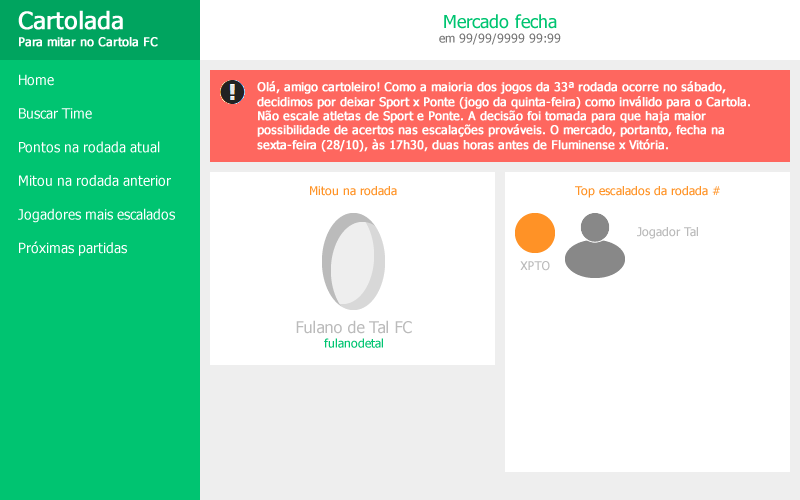 Cartolada
Para mitar no Cartola FC
Mercado fecha
em 99/99/9999 99:99
Home
Buscar Time
Pontos na rodada atual
Mitou na rodada anterior
Jogadores mais escalados
Próximas partidas
!
Olá, amigo cartoleiro! Como a maioria dos jogos da 33ª rodada ocorre no sábado,
decidimos por deixar Sport x Ponte (jogo da quinta-feira) como inválido para o Cartola.
Não escale atletas de Sport e Ponte. A decisão foi tomada para que haja maior
possibilidade de acertos nas escalações prováveis. O mercado, portanto, fecha na
sexta-feira (28/10), às 17h30, duas horas antes de Fluminense x Vitória.
Mitou na rodada
Fulano de Tal FC
fulanodetal
Top escalados da rodada #
XPTO
Jogador Tal